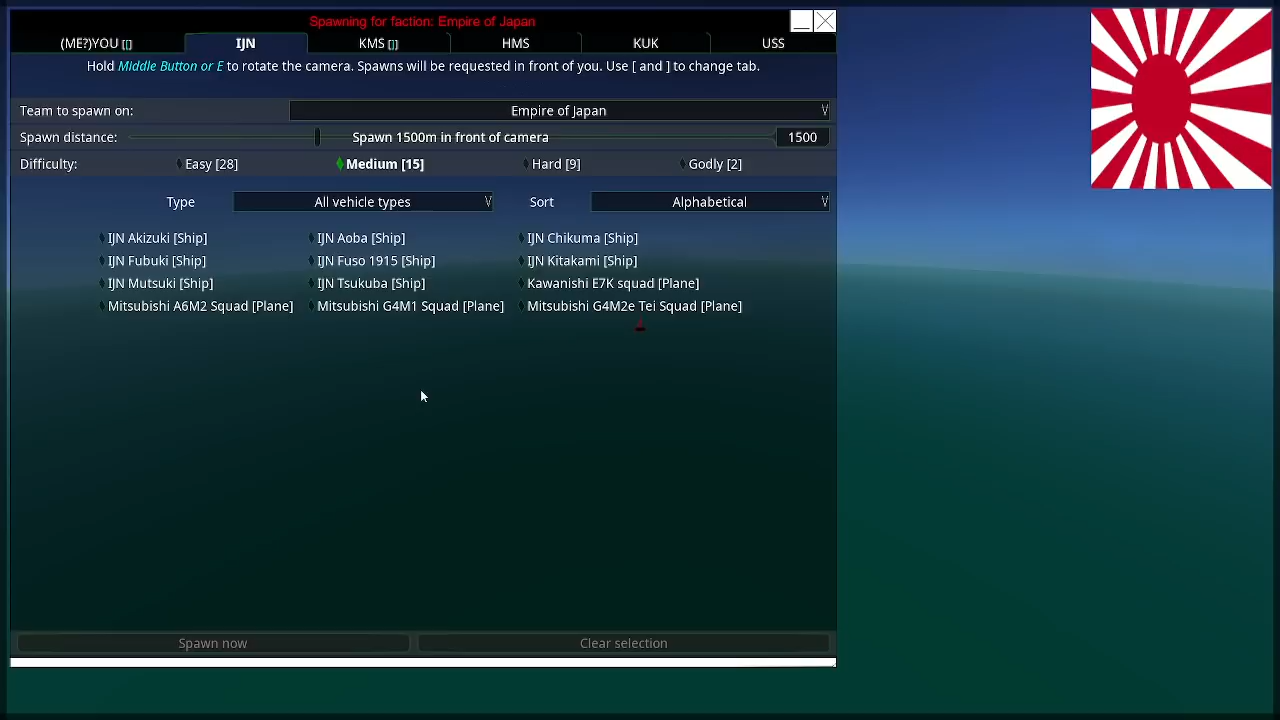 Spawning for faction: Empire of Japan
(ME?)YOU [[] IJN KMS [[] HMS KUK USS
Hold Middle Button or E to rotate the camera. Spawns will be requested in front of you. Use [ and ] to change tab.
Team to spawn on: Empire of Japan
Spawn distance: Spawn 1500m in front of camera 1500
Difficulty: Easy [28] Medium [15] Hard [9] Godly [2]
Type All vehicle types Sort Alphabetical
IJN Akizuki [Ship] IJN Aoba [Ship] IJN Chikuma [Ship]
IJN Fubuki [Ship] IJN Fuso 1915 [Ship] IJN Kitakami [Ship]
IJN Mutsuki [Ship] IJN Tsukuba [Ship] Kawanishi E7K squad [Plane]
Mitsubishi A6M2 Squad [Plane] Mitsubishi G4M1 Squad [Plane] Mitsubishi G4M2e Tei Squad [Plane]
Spawn now Clear selection